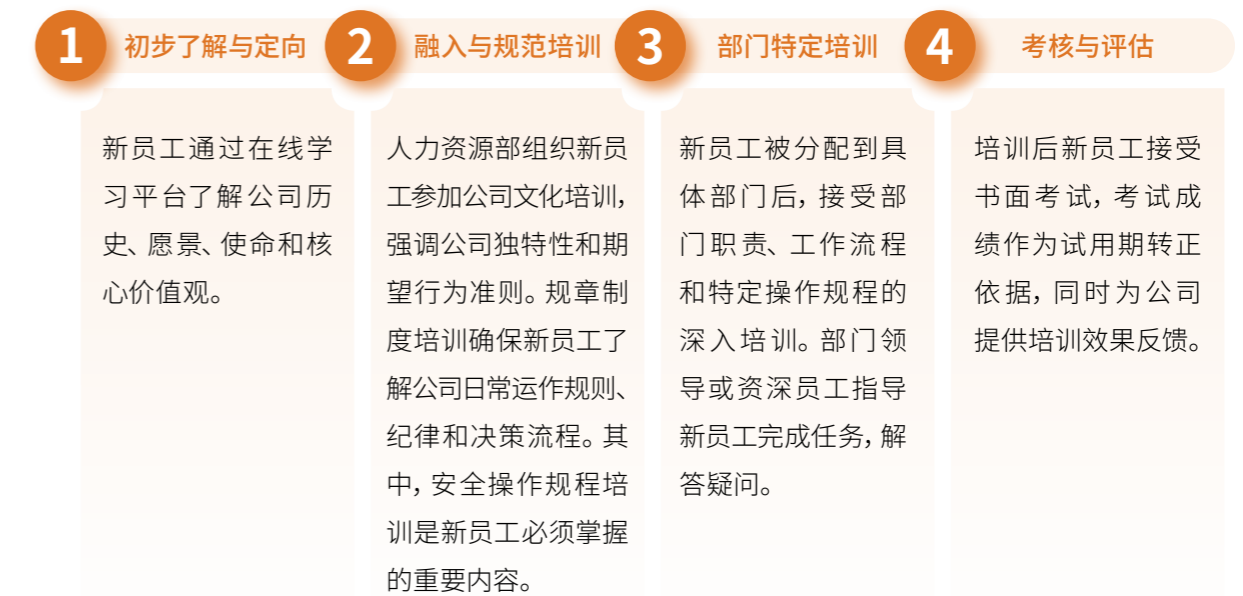 1 初步了解与定向
新员工通过在线学
习平台了解公司历
史、愿景、使命和核
心价值观。
2 融入与规范培训
人力资源部组织新员
工参加公司文化培训，
强调公司独特性和期
望行为准则。规章制
度培训确保新员工了
解公司日常运作规则、
纪律和决策流程。其
中，安全操作规程培
训是新员工必须掌握
的重要内容。
3 部门特定培训
新员工被分配到具
体部门后，接受部
门职责、工作流程
和特定操作规程的
深入培训。部门领
导或资深员工指导
新员工完成任务，解
答疑问。
4 考核与评估
培训后新员工接受
书面考试，考试成
绩作为试用期转正
依据，同时为公司
提供培训效果反馈。